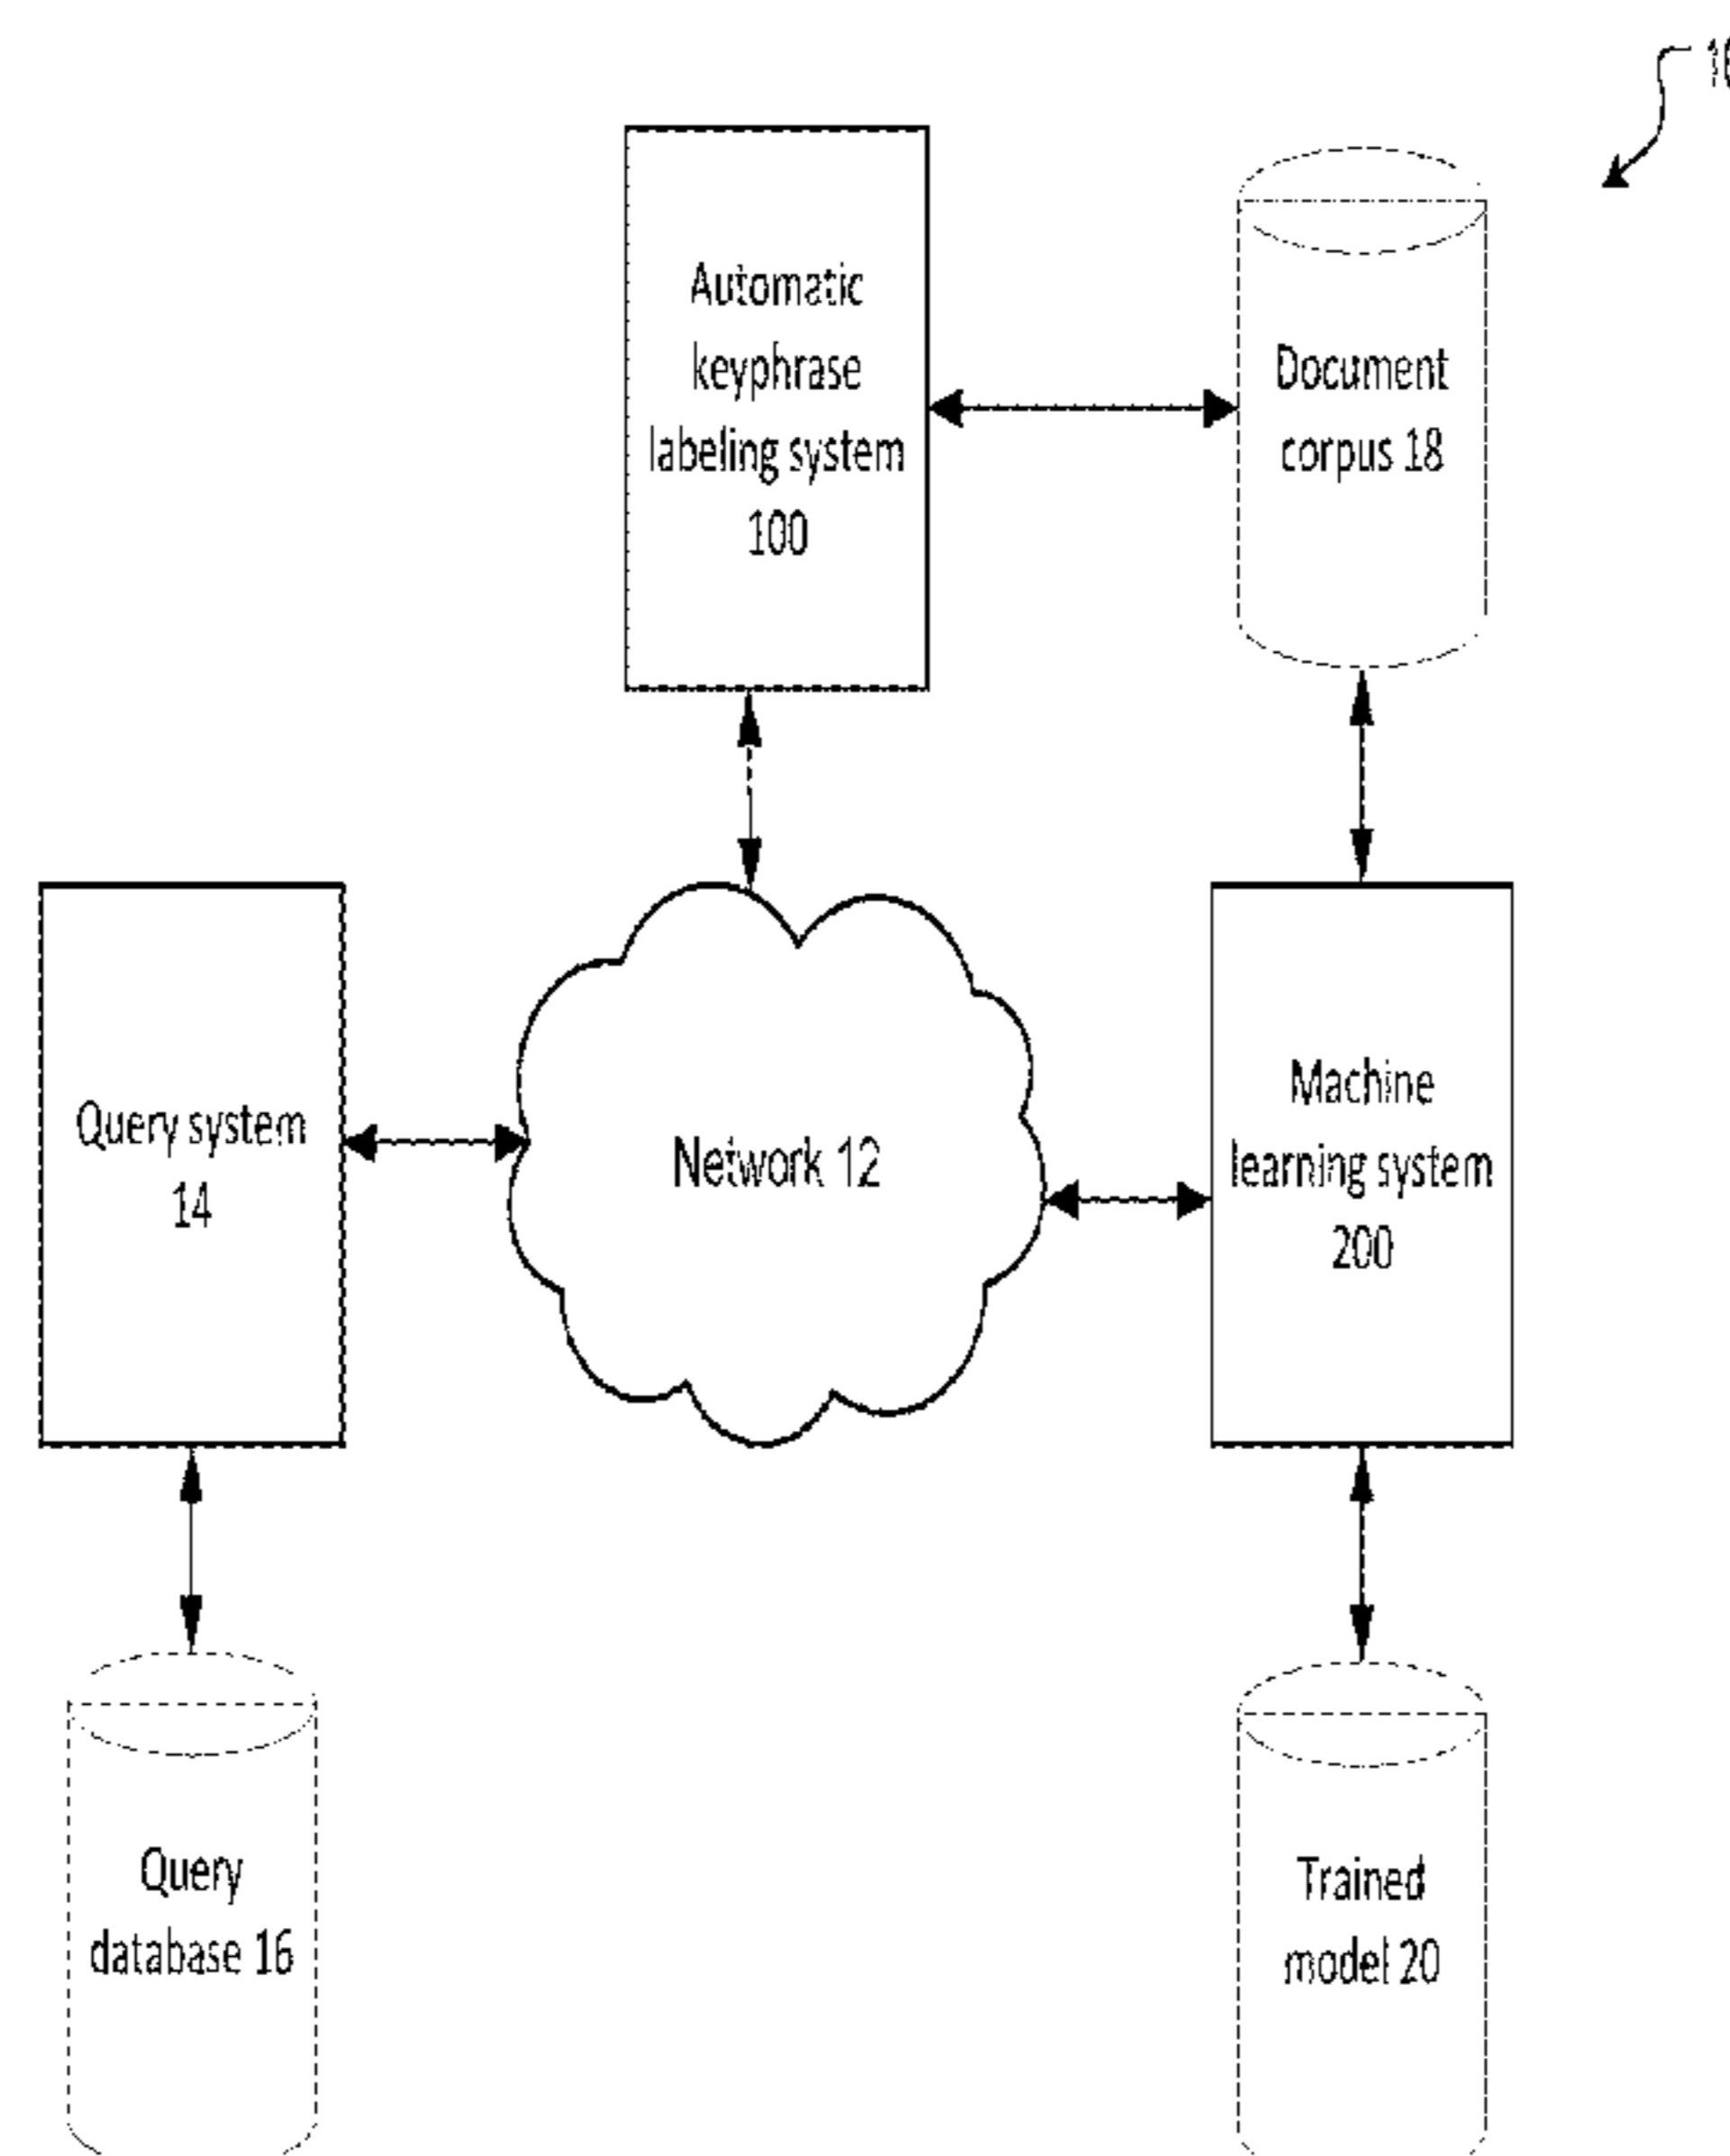 Automatic
keyphrase
labeling system
100
Document
corpus 18
Query system
14
Network 12
Machine
learning system
200
Query
database 16
Trained
model 20